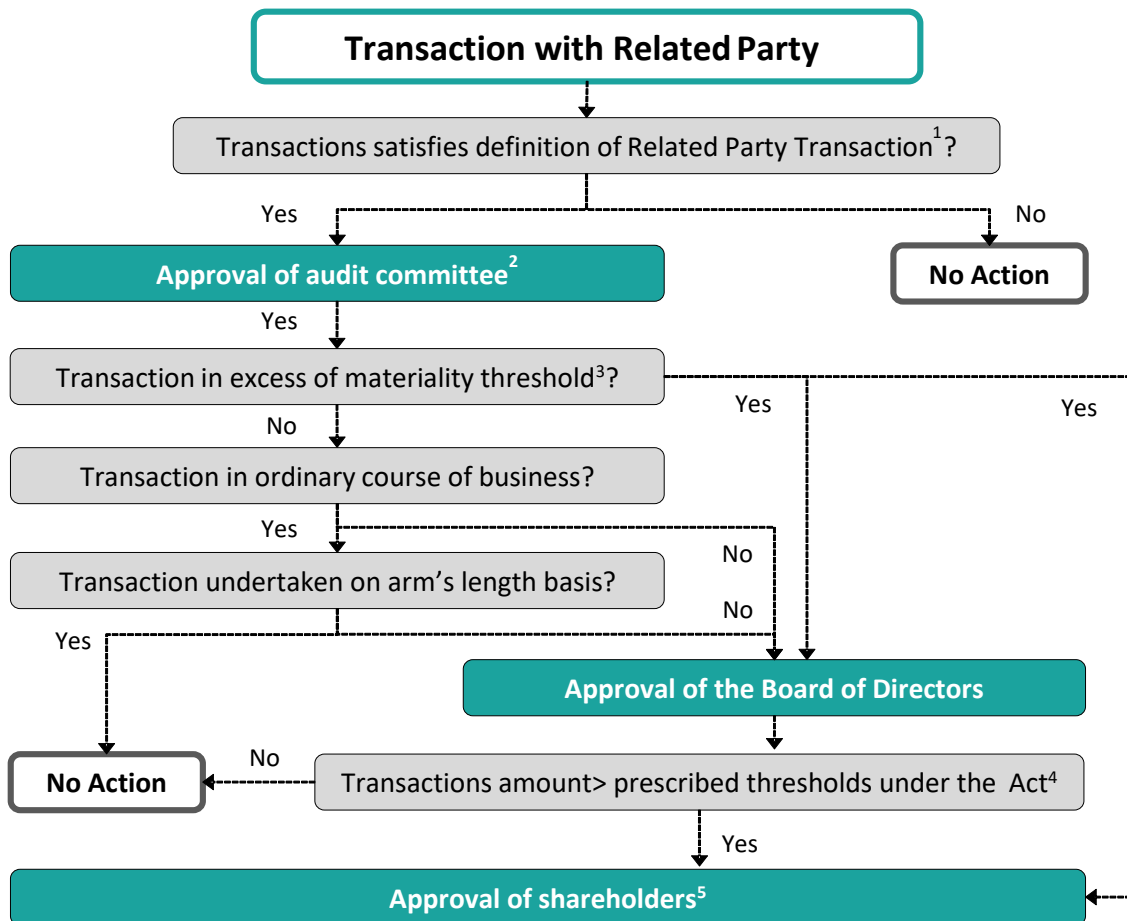 Transaction with Related Party
Transactions satisfies definition of Related Party Transaction¹?
Yes
No
Approval of audit committee²
No Action
Yes
Transaction in excess of materiality threshold³?
Yes
Yes
No
Transaction in ordinary course of business?
Yes
No
Transaction undertaken on arm’s length basis?
No
Yes
Approval of the Board of Directors
No
No Action
Transactions amount> prescribed thresholds under the Act⁴
Yes
Approval of shareholders⁵